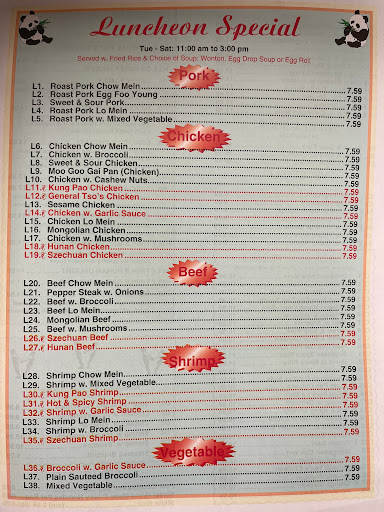 Luncheon Special
Tue - Sat: 11:00 am to 3:00 pm
Served w. Fried Rice & Choice of Soup: Wonton, Egg Drop Soup or Egg Roll
Pork
L1. Roast Pork Chow Mein 7.59
L2. Roast Pork Egg Foo Young 7.59
L3. Sweet & Sour Pork 7.59
L4. Roast Pork Lo Mein 7.59
L5. Roast Pork w. Mixed Vegetable 7.59
Chicken
L6. Chicken Chow Mein 7.59
L7. Chicken w. Broccoli 7.59
L8. Sweet & Sour Chicken 7.59
L9. Moo Goo Gai Pan (Chicken) 7.59
L10. Chicken w. Cashew Nuts 7.59
L11. Kung Pao Chicken 7.59
L12. General Tso's Chicken 7.59
L13. Sesame Chicken 7.59
L14. Chicken w. Garlic Sauce 7.59
L15. Chicken Lo Mein 7.59
L16. Mongolian Chicken 7.59
L17. Chicken w. Mushrooms 7.59
L18. Hunan Chicken 7.59
L19. Szechuan Chicken 7.59
Beef
L20. Beef Chow Mein 7.59
L21. Pepper Steak w. Onions 7.59
L22. Beef w. Broccoli 7.59
L23. Beef Lo Mein 7.59
L24. Mongolian Beef 7.59
L25. Beef w. Mushrooms 7.59
L26. Szechuan Beef 7.59
L27. Hunan Beef 7.59
Shrimp
L28. Shrimp Chow Mein 7.59
L29. Shrimp w. Mixed Vegetable 7.59
L30. Kung Pao Shrimp 7.59
L31. Hot & Spicy Shrimp 7.59
L32. Shrimp w. Garlic Sauce 7.59
L33. Shrimp Lo Mein 7.59
L34. Shrimp w. Broccoli 7.59
L35. Szechuan Shrimp 7.59
Vegetable
L36. Broccoli w. Garlic Sauce 7.59
L37. Plain Sauteed Broccoli 7.59
L38. Mixed Vegetable 7.59